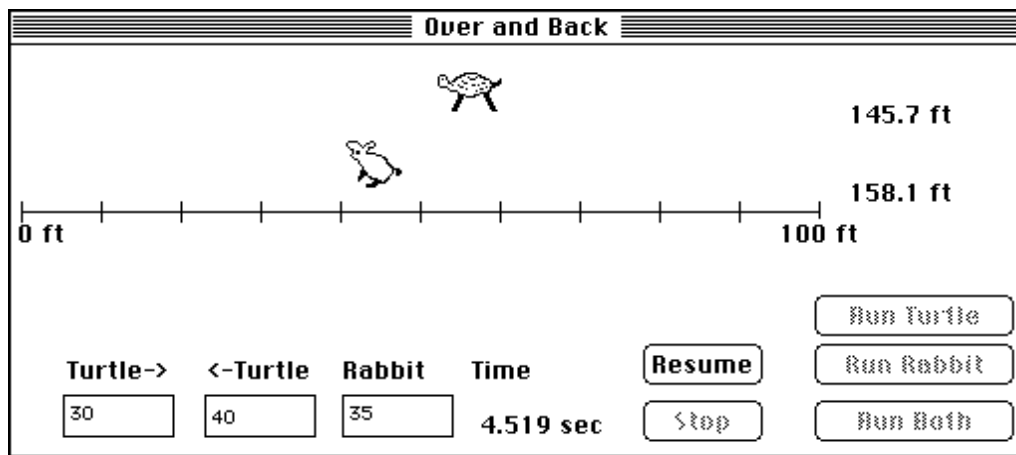 Over and Back
145.7 ft
158.1 ft
0 ft 100 ft
Run Turtle
Turtle-> <-Turtle Rabbit Time Resume Run Rabbit
30 40 35 4.519 sec Stop Run Both